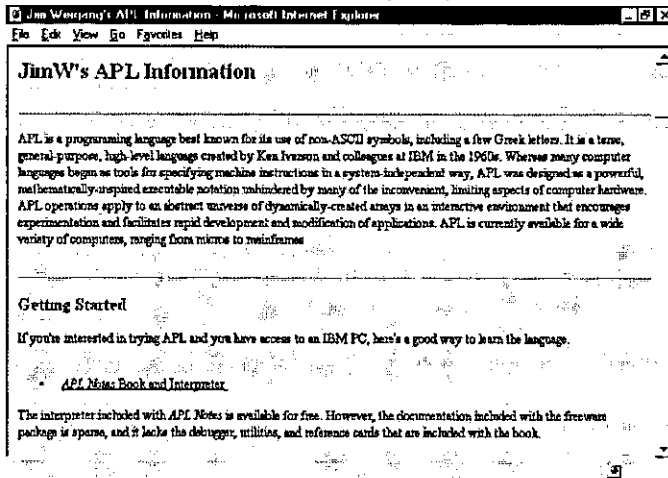 Jim Weigang's APL Information - Microsoft Internet Explorer
File Edit View Go Favorites Help
JimW's APL Information
APL is a programming language best known for its use of non-ASCII symbols, including a few Greek letters. It is a terse,
general-purpose, high-level language created by Ken Iverson and colleagues at IBM in the 1960s. Whereas many computer
languages began as tools for specifying machine instructions in a system-independent way, APL was designed as a powerful,
mathematically-inspired executable notation unhindered by many of the inconvenient, limiting aspects of computer hardware.
APL operations apply to an abstract universe of dynamically-created arrays in an interactive environment that encourages
experimentation and facilitates rapid development and modification of applications. APL is currently available for a wide
variety of computers, ranging from micros to mainframes
Getting Started
If you're interested in trying APL and you have access to an IBM PC, here's a good way to learn the language.
• APL Notes Book and Interpreter
The interpreter included with APL Notes is available for free. However, the documentation included with the freeware
package is sparse, and it lacks the debugger, utilities, and reference cards that are included with the book.